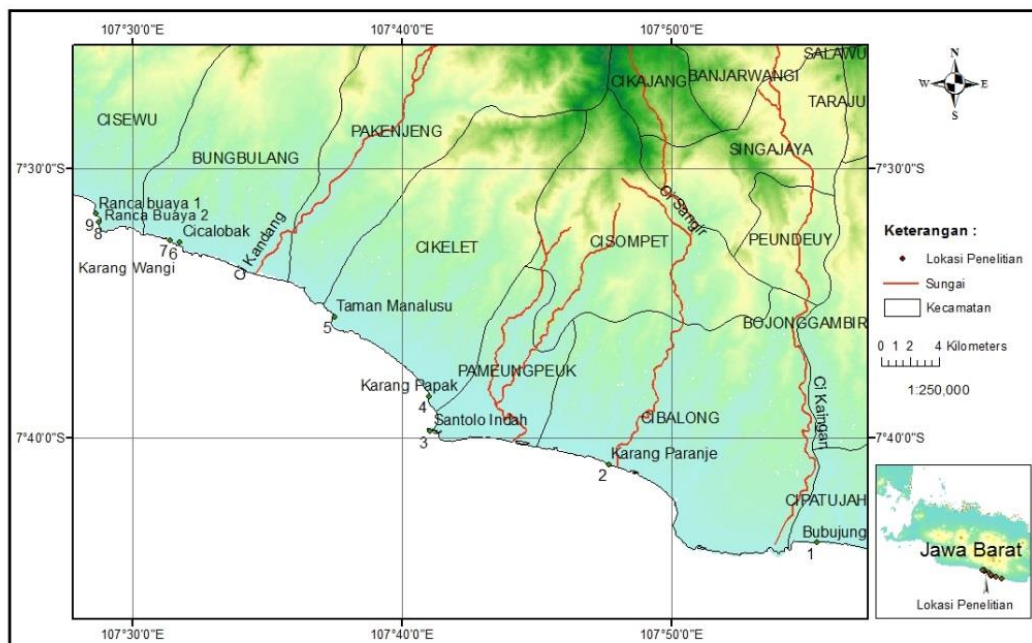 107°30'0"E
107°40'0"E
107°50'0"E
CISEWU
BUNGBULANG
PAKENJENG
CIKAJANG
BANJARWANGI
SALAWU
TARAJU
SINGAJAYA
7°30'0"S
7°30'0"S
Ranca buaya 1
Ranca Buaya 2
98
Cicalobak
76
Karang Wangi
Ci Kandang
CIKELET
CISOMPET
Ci Sangir
PEUNDEUY
Taman Manalusu
5
BOJONGGAMBIR
PAMEUNGPEUK
Karang Papak
4
Santolo Indah
3
CIBALONG
Ci Kaingan
7°40'0"S
7°40'0"S
Karang Paranje
2
CIPATUJAH
Bubujung
1
107°30'0"E
107°40'0"E
107°50'0"E
N
W
E
S
Keterangan :
Lokasi Penelitian
Sungai
Kecamatan
0 1 2 4 Kilometers
1:250,000
Jawa Barat
Lokasi Penelitian